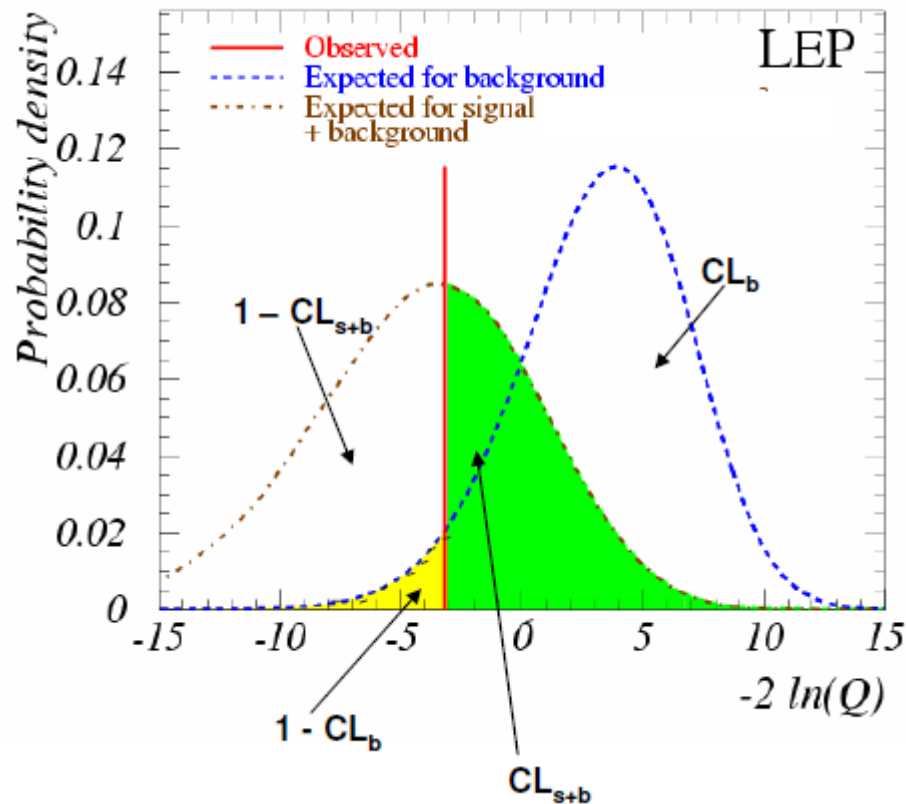 LEP
Observed
Expected for background
Expected for signal
+ background
Probability density
0.14
0.12
0.1
0.08
0.06
0.04
0.02
0
-15 -10 -5 0 5 10 15
-2 ln(Q)
1 – CLs+b
CLb
1 - CLb
CLs+b